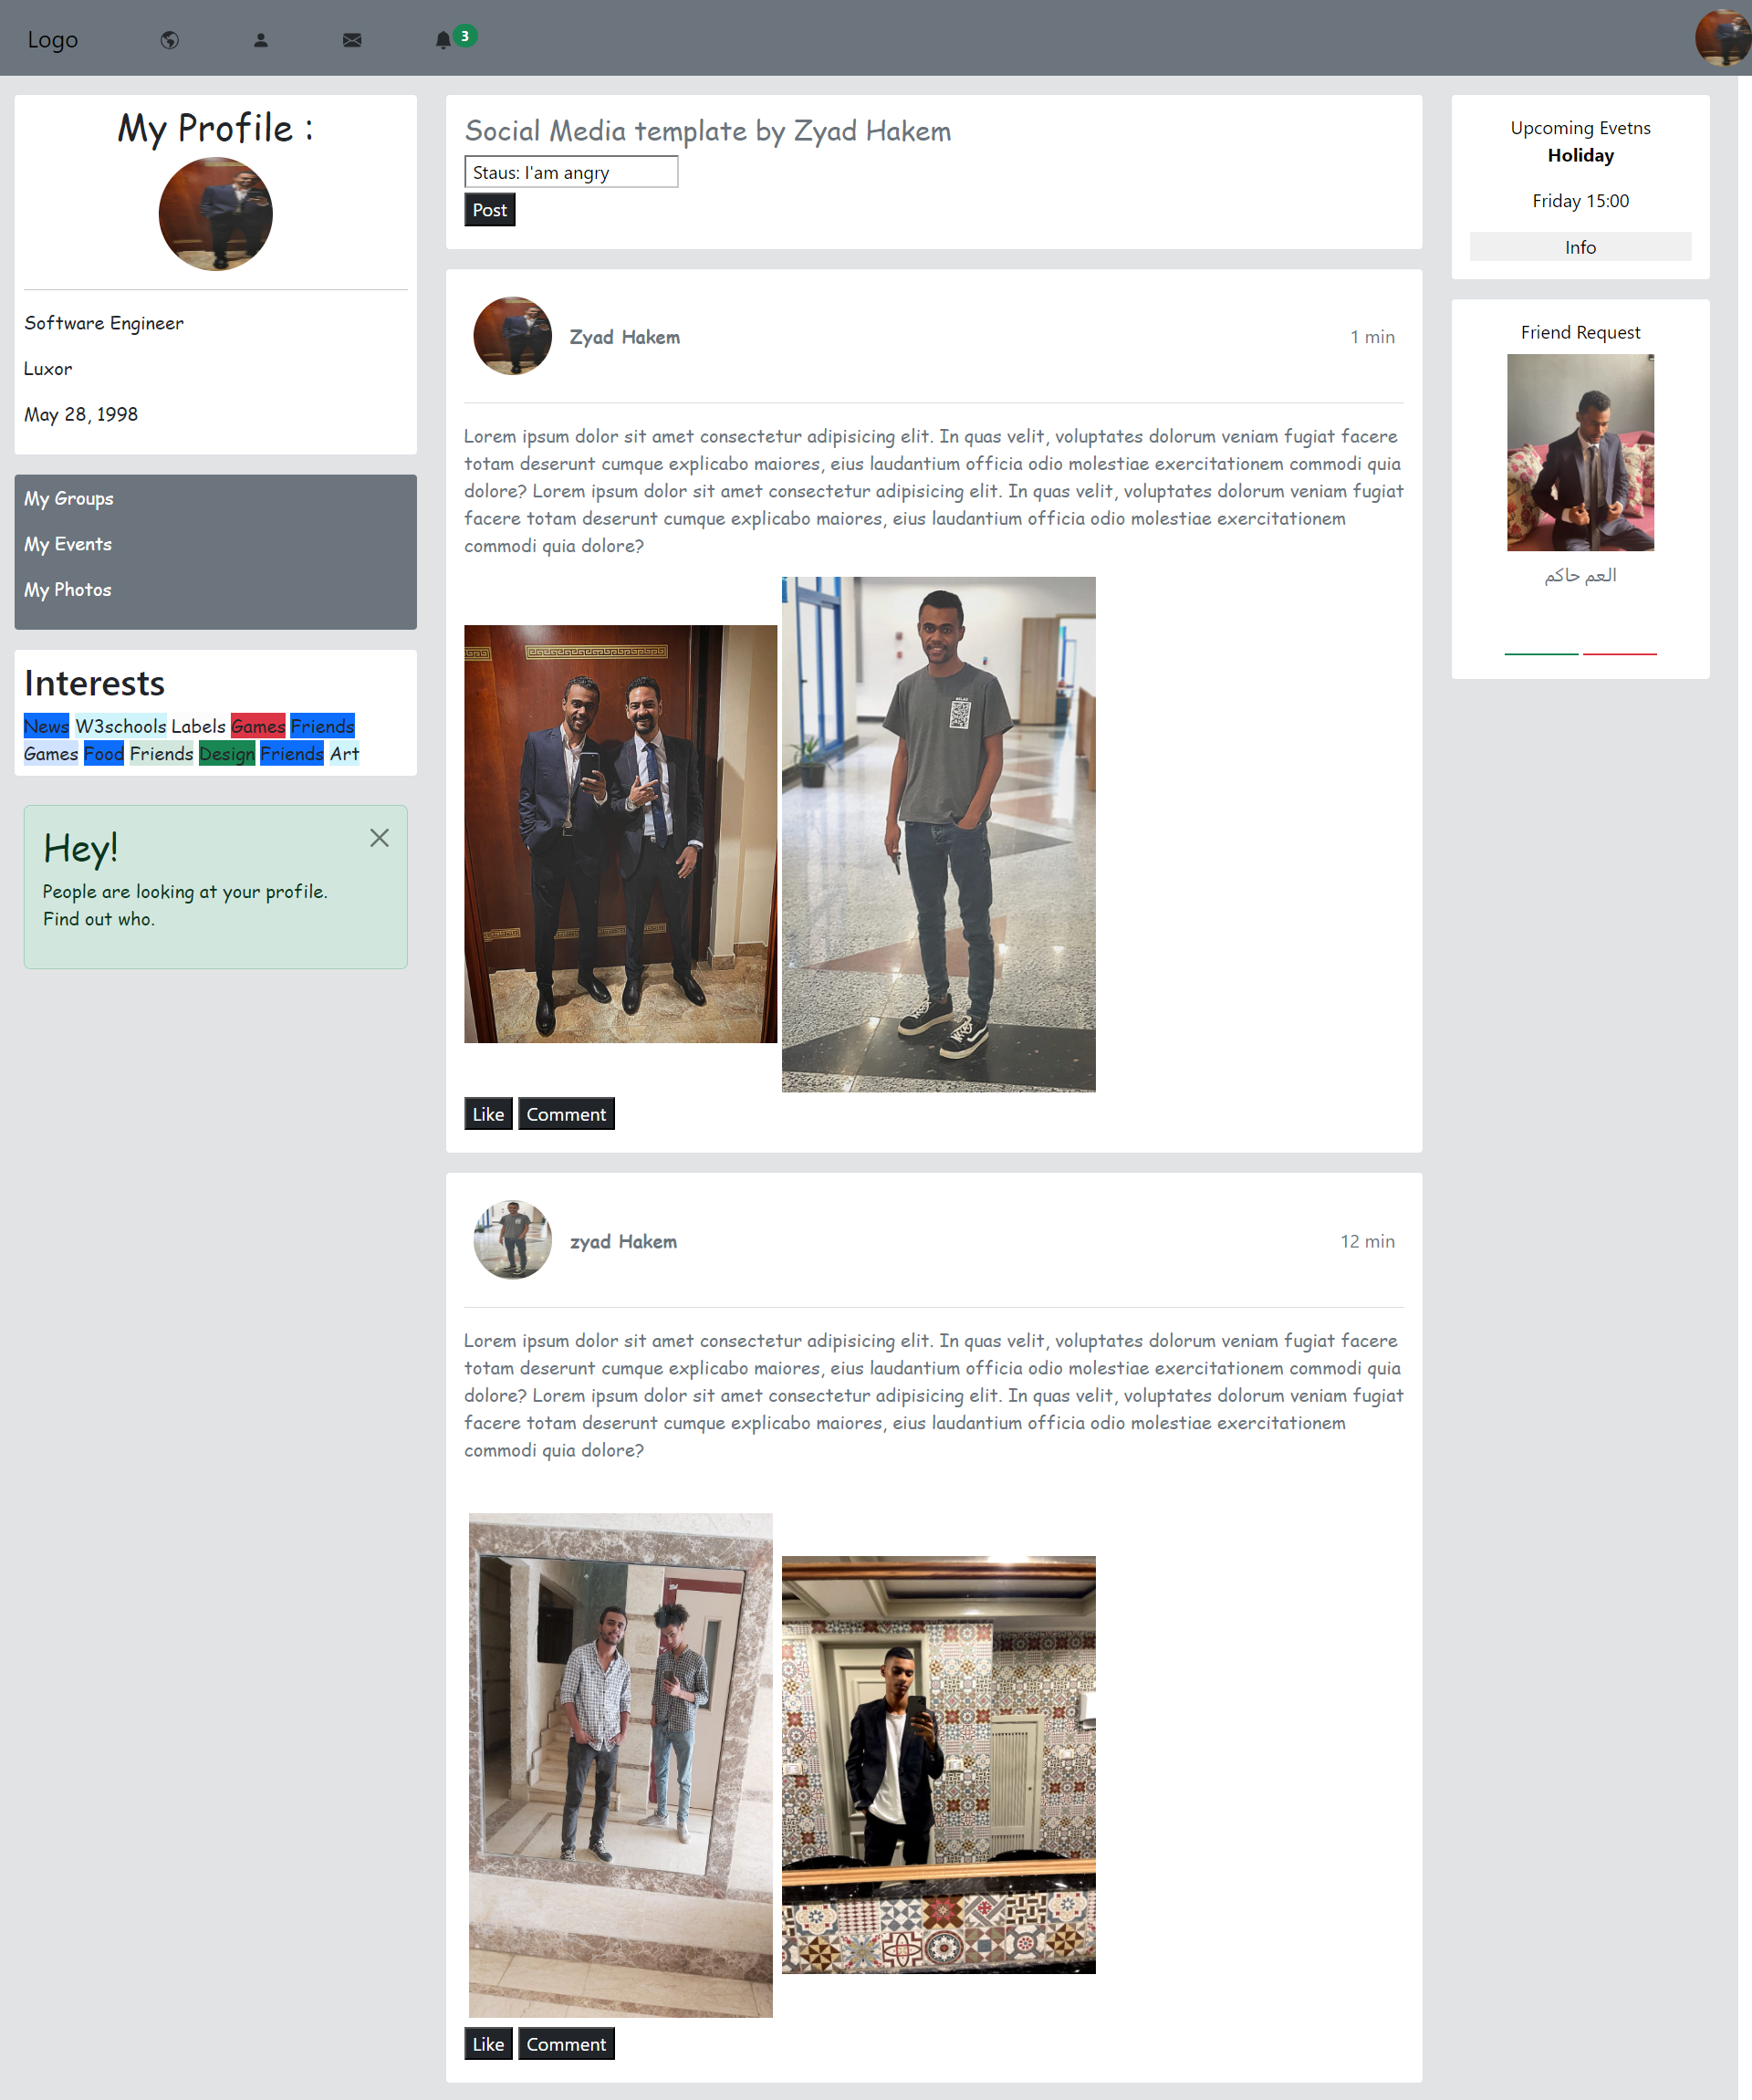 Logo
3
My Profile :
Software Engineer
Luxor
May 28, 1998
My Groups
My Events
My Photos
Interests
News W3schools Labels Games Friends
Games Food Friends Design Friends Art
Hey!
People are looking at your profile.
Find out who.
Social Media template by Zyad Hakem
Staus: I'am angry
Post
Zyad Hakem
1 min
Lorem ipsum dolor sit amet consectetur adipisicing elit. In quas velit, voluptates dolorum veniam fugiat facere
totam deserunt cumque explicabo maiores, eius laudantium officia odio molestiae exercitationem commodi quia
dolore? Lorem ipsum dolor sit amet consectetur adipisicing elit. In quas velit, voluptates dolorum veniam fugiat
facere totam deserunt cumque explicabo maiores, eius laudantium officia odio molestiae exercitationem
commodi quia dolore?
Like Comment
zyad Hakem
12 min
Lorem ipsum dolor sit amet consectetur adipisicing elit. In quas velit, voluptates dolorum veniam fugiat facere
totam deserunt cumque explicabo maiores, eius laudantium officia odio molestiae exercitationem commodi quia
dolore? Lorem ipsum dolor sit amet consectetur adipisicing elit. In quas velit, voluptates dolorum veniam fugiat
facere totam deserunt cumque explicabo maiores, eius laudantium officia odio molestiae exercitationem
commodi quia dolore?
Like Comment
Upcoming Evetns
Holiday
Friday 15:00
Info
Friend Request
العم حاكم